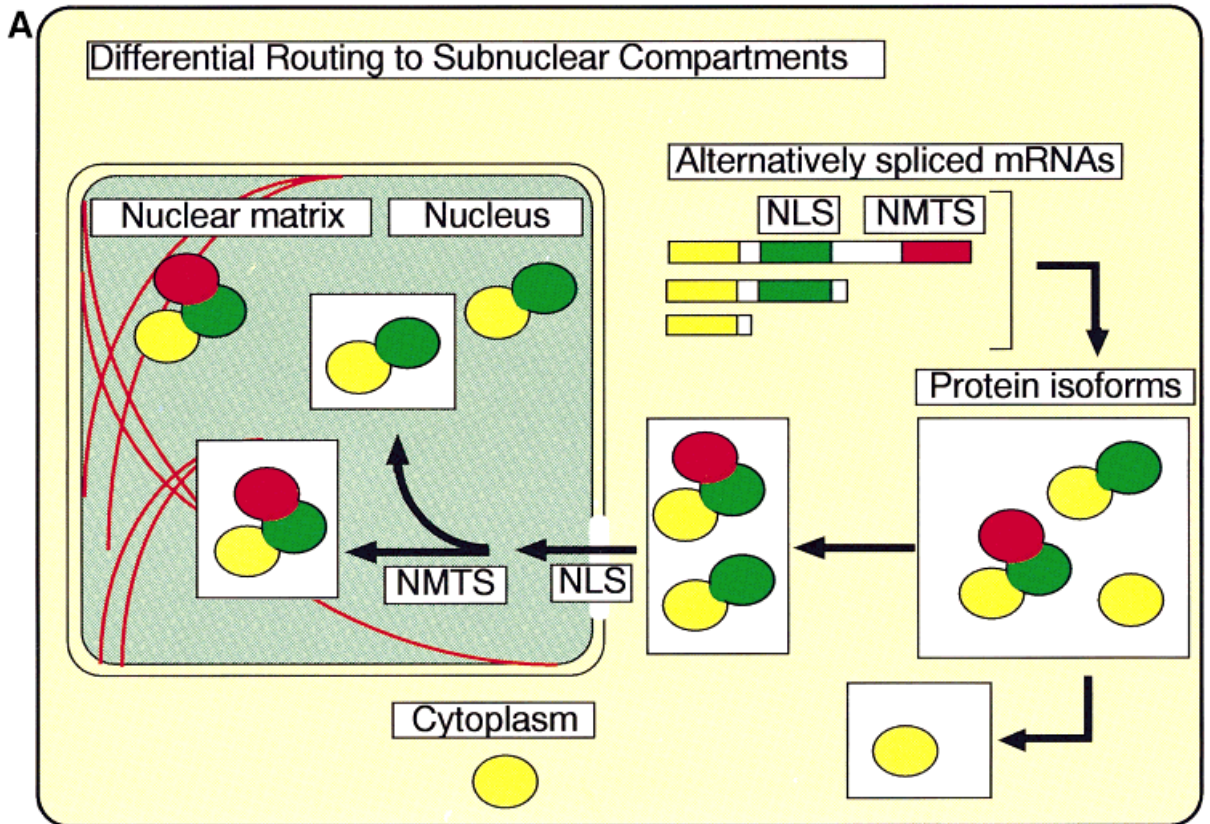 A
Differential Routing to Subnuclear Compartments
Alternatively spliced mRNAs
NLS
NMTS
Nuclear matrix
Nucleus
Protein isoforms
NMTS
NLS
Cytoplasm